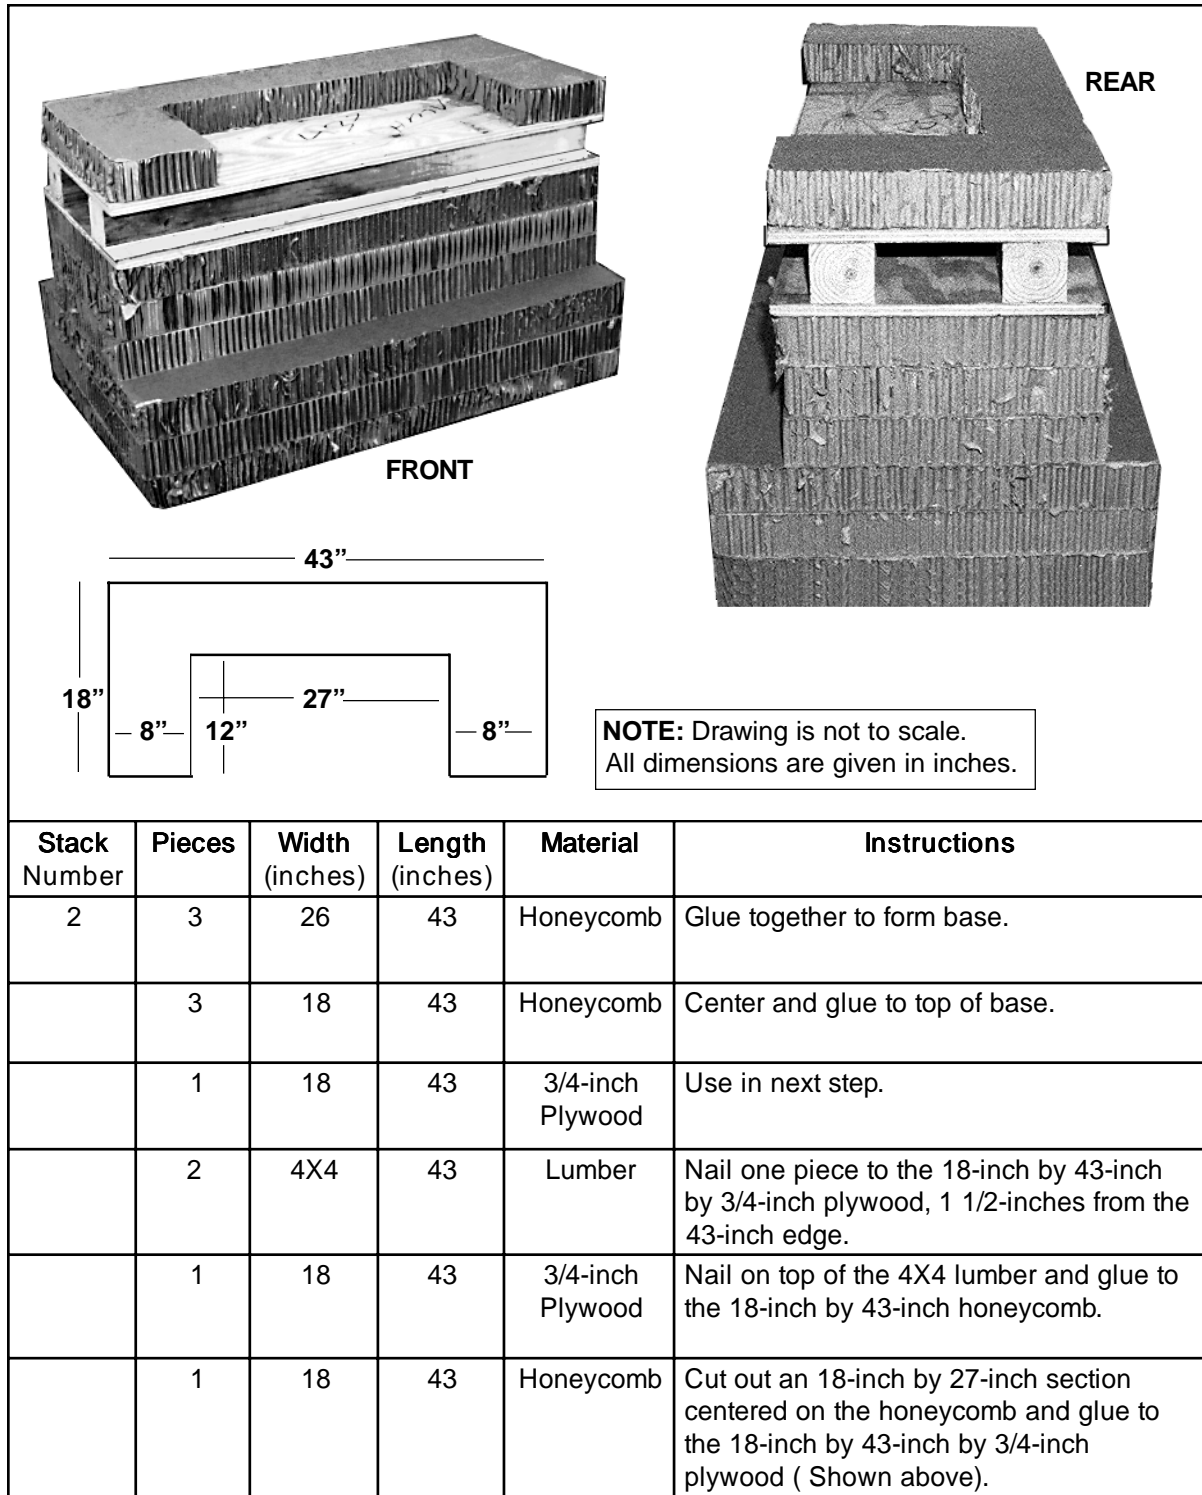 REAR
FRONT
43”
18”
8”
12”
27”
8”
NOTE: Drawing is not to scale.
All dimensions are given in inches.
Stack Number Pieces Width (inches) Length (inches) Material Instructions
2 3 26 43 Honeycomb Glue together to form base.
3 18 43 Honeycomb Center and glue to top of base.
1 18 43 3/4-inch Plywood Use in next step.
2 4X4 43 Lumber Nail one piece to the 18-inch by 43-inch
by 3/4-inch plywood, 1 1/2-inches from the
43-inch edge.
1 18 43 3/4-inch Plywood Nail on top of the 4X4 lumber and glue to
the 18-inch by 43-inch honeycomb.
1 18 43 Honeycomb Cut out an 18-inch by 27-inch section
centered on the honeycomb and glue to
the 18-inch by 43-inch by 3/4-inch
plywood ( Shown above).